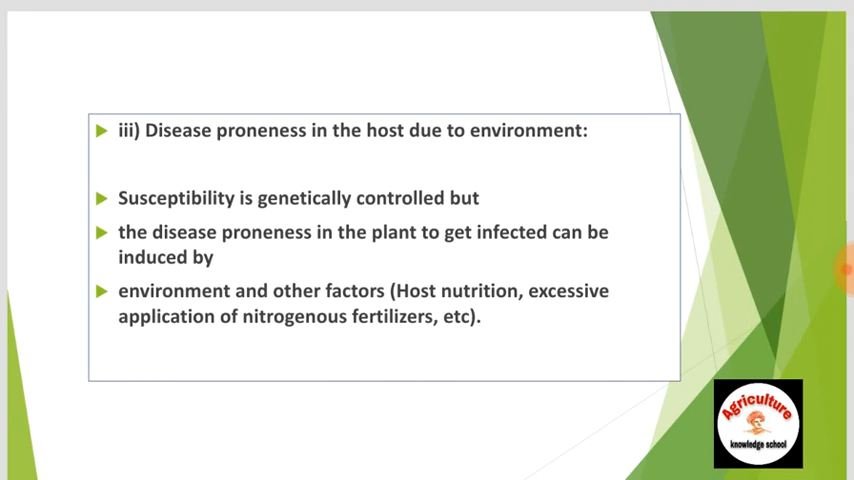 iii) Disease proneness in the host due to environment:
Susceptibility is genetically controlled but
the disease proneness in the plant to get infected can be
induced by
environment and other factors (Host nutrition, excessive
application of nitrogenous fertilizers, etc).
Agriculture
knowledge school